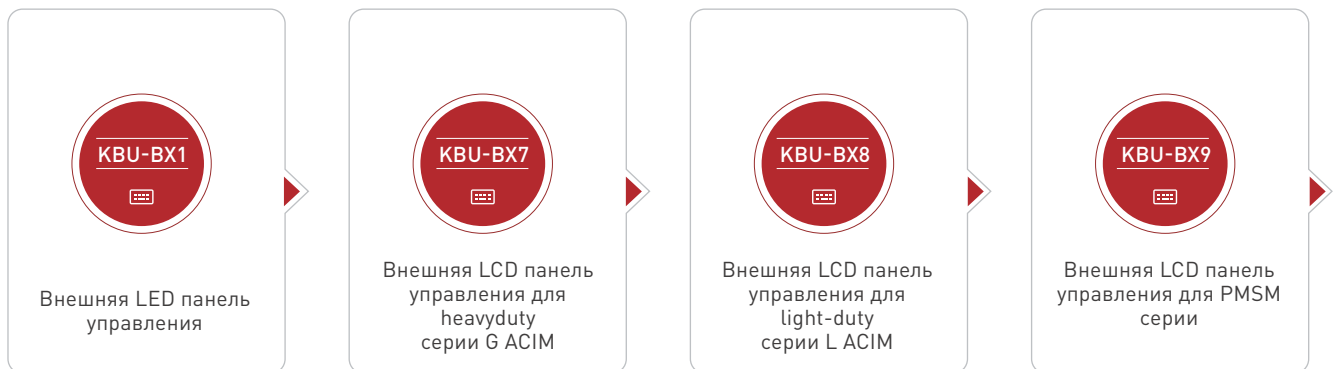 KBU-BX1
Внешняя LED панель
управления
KBU-BX7
Внешняя LCD панель
управления для
heavyduty
серии G ACIM
KBU-BX8
Внешняя LCD панель
управления для
light-duty
серии L ACIM
KBU-BX9
Внешняя LCD панель
управления для PMSM
серии